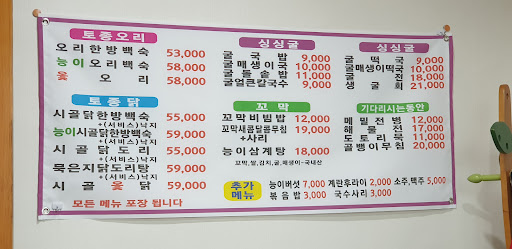 토종오리
오리한방백숙 53,000
능이오리백숙 58,000
옻 오리 58,000
토종닭
시골닭한방백숙 55,000
+(서비스)낙지
능이시골닭한방백숙 59,000
+(서비스)낙지
시골닭도리 55,000
+(서비스)낙지
묵은지닭도리탕 59,000
+(서비스)낙지
시골옻닭 59,000
모든 메뉴 포장 됩니다
싱싱굴
굴국밥 9,000
굴매생이국 10,000
굴돌솥밥 11,000
굴얼큰칼국수 9,000
꼬막
꼬막비빔밥 12,000
꼬막새콤달콤무침 19,000
+사리
능이삼계탕 18,000
꼬막,쌀,김치,굴,매생이-국내산
싱싱굴
굴떡국 9,000
굴매생이떡국 10,000
굴전 18,000
생굴회 21,000
기다리시는동안
메밀전병 12,000
해물전 17,000
도토리묵 11,000
골뱅이무침 20,000
추가메뉴
능이버섯 7,000 계란후라이 2,000 소주,맥주 5,000
볶음밥 3,000 국수사리 3,000